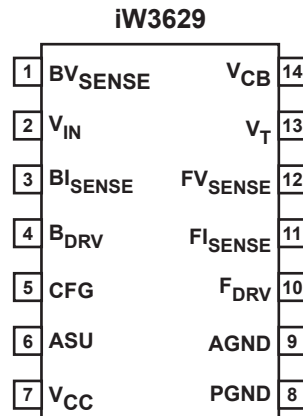 iW3629
1 BVSENSE VCB 14
2 VIN VT 13
3 BISENSE FVSENSE 12
4 BDRV FISENSE 11
5 CFG FDRV 10
6 ASU AGND 9
7 VCC PGND 8